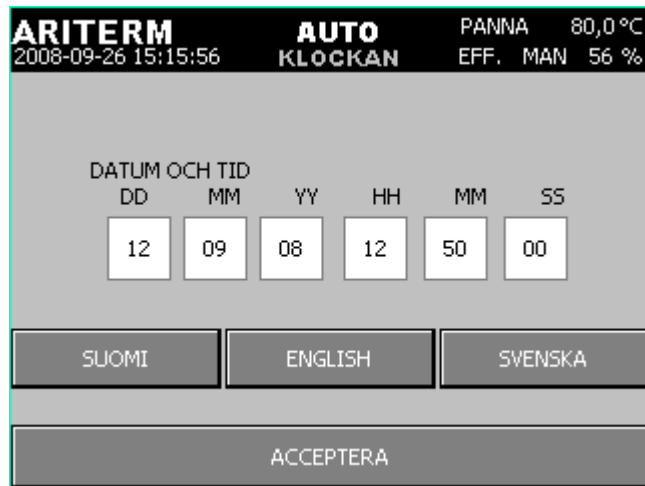 ARITERM AUTO PANNA 80,0 °C
2008-09-26 15:15:56 KLOCKAN EFF. MAN 56 %
DATUM OCH TID
DD MM YY HH MM SS
12 09 08 12 50 00
SUOMI ENGLISH SVENSKA
ACCEPTERA